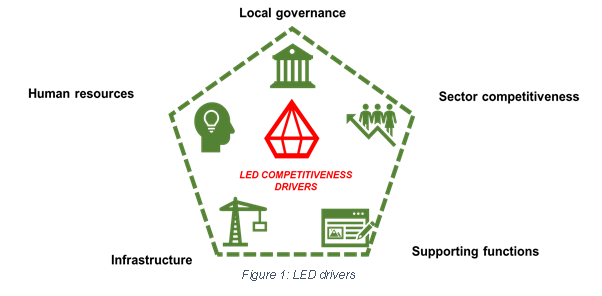 Local governance
Human resources
Sector competitiveness
LED COMPETITIVENESS
DRIVERS
Infrastructure
Supporting functions
Figure 1: LED drivers